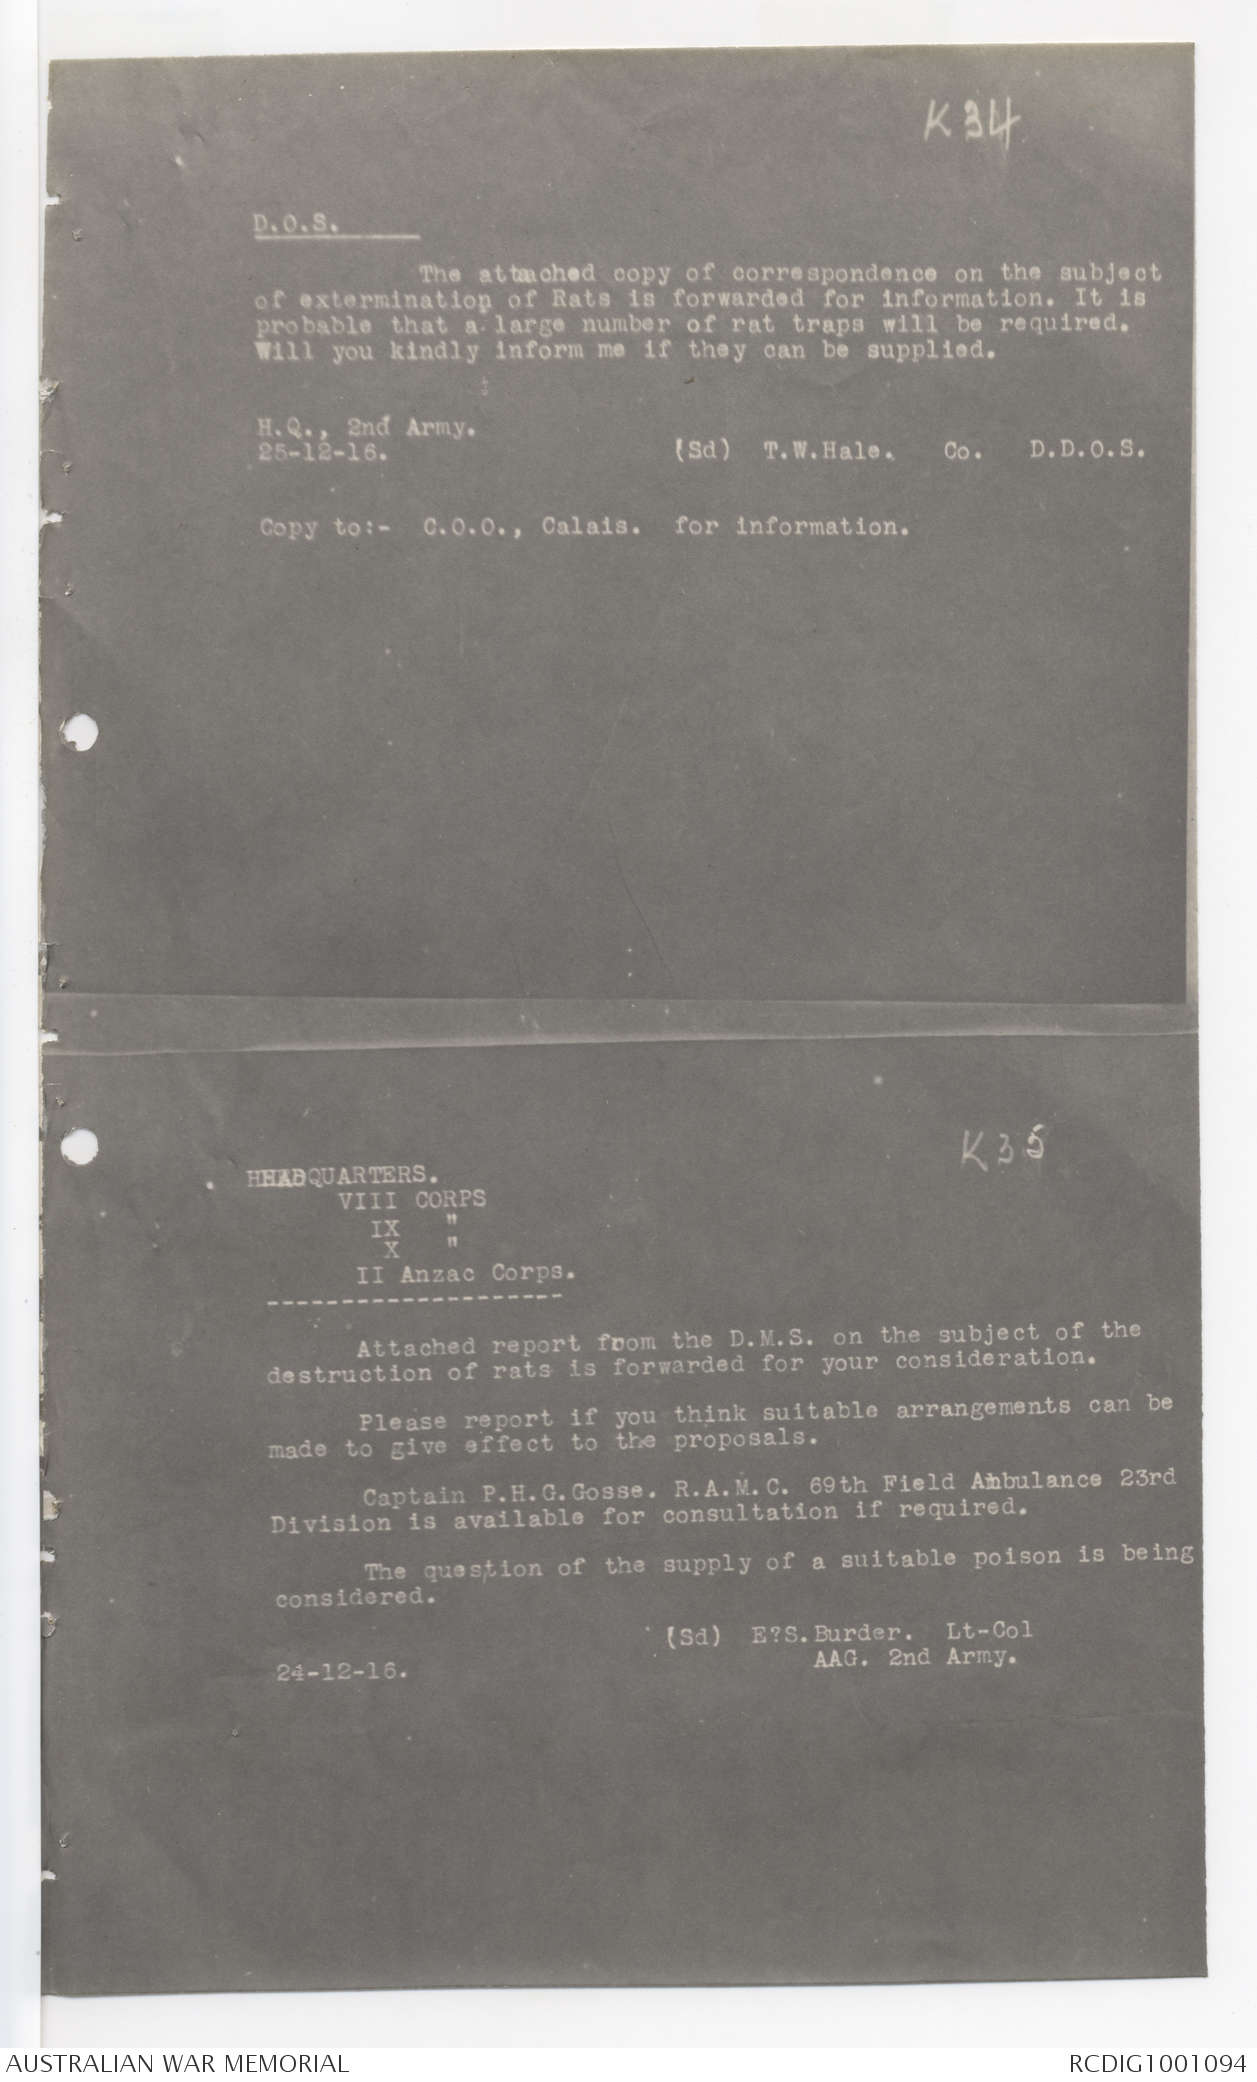 K34
D.O.S.
The attached copy of correspondence on the subject
of extermination of Rats is forwarded for information. It is
probable that a large number of rat traps will be required.
Will you kindly inform me if they can be supplied.
H.Q., 2nd Army.
25-12-16. (Sd) T.W.Hale. Co. D.D.O.S.
Copy to:- C.O.O., Calais. for information.
K35
HEADQUARTERS.
VIII CORPS
IX "
X "
II Anzac Corps.
--------------------
Attached report from the D.M.S. on the subject of the
destruction of rats is forwarded for your consideration.
Please report if you think suitable arrangements can be
made to give effect to the proposals.
Captain P.H.G.Gosse. R.A.M.C. 69th Field Ambulance 23rd
Division is available for consultation if required.
The question of the supply of a suitable poison is being
considered.
(Sd) E?S.Burder. Lt-Col
AAG. 2nd Army.
24-12-16.
AUSTRALIAN WAR MEMORIAL RCDIG1001094